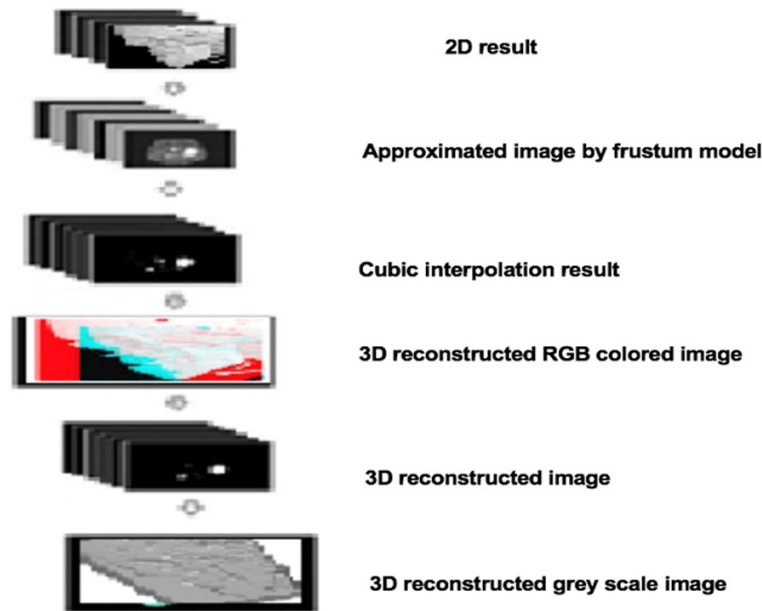 2D result
Approximated image by frustum model
Cubic interpolation result
3D reconstructed RGB colored image
3D reconstructed image
3D reconstructed grey scale image